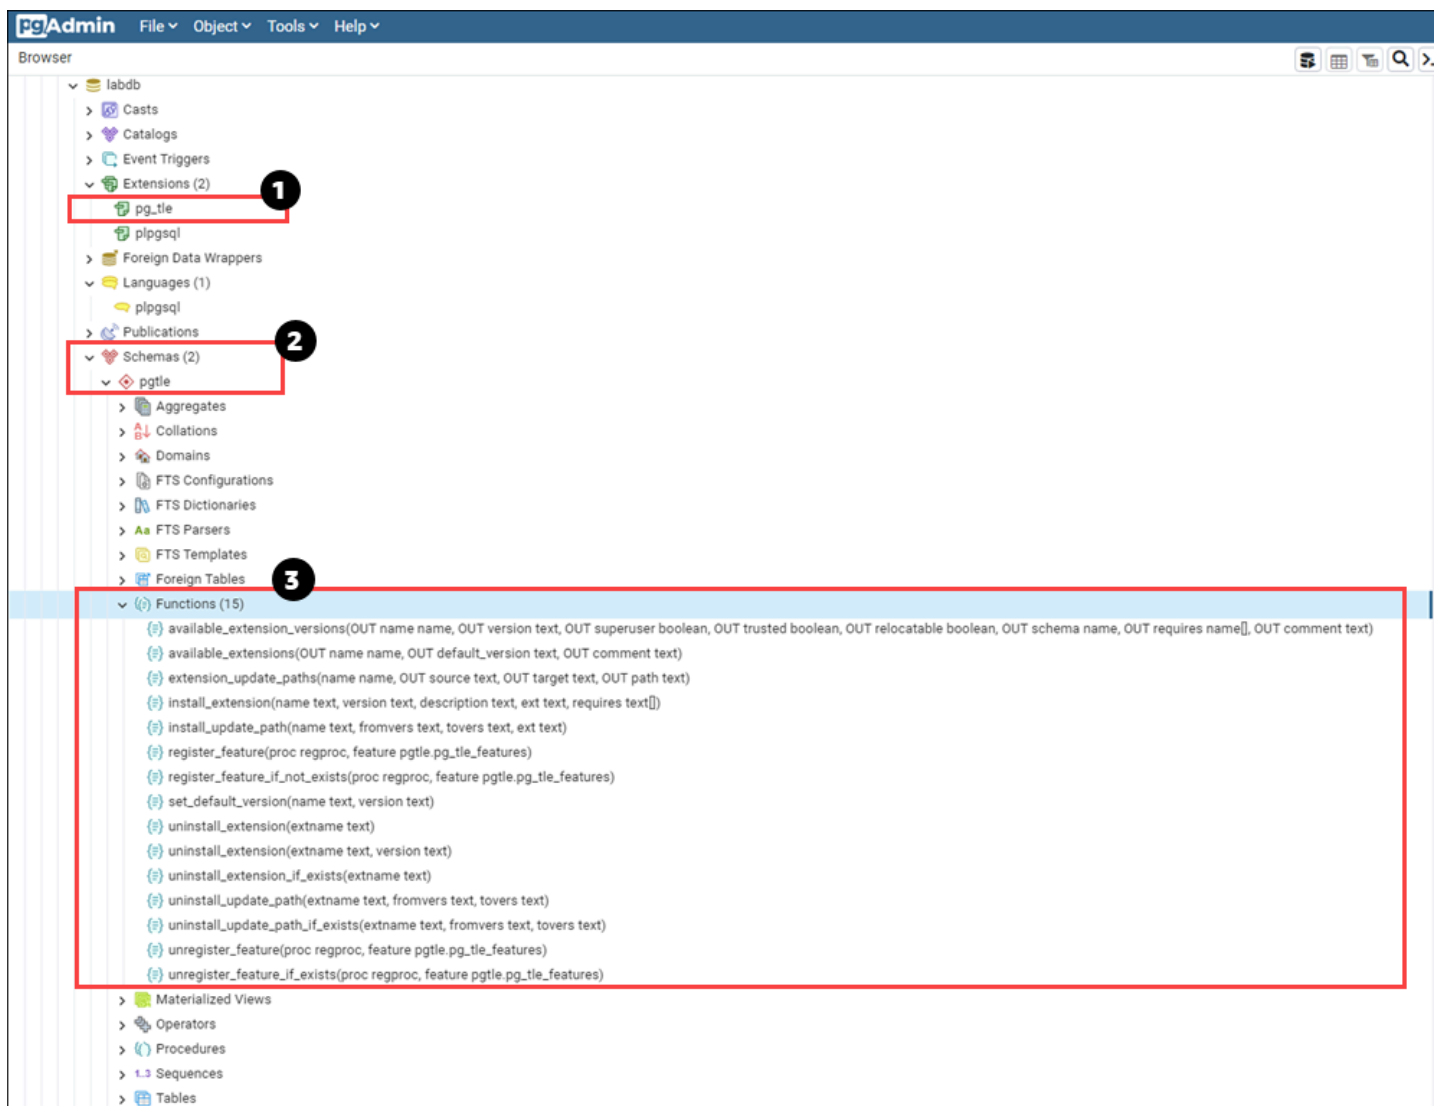 pgAdmin File Object Tools Help
Browser
labdb
Casts
Catalogs
Event Triggers
Extensions (2)
1
pg_tle
plpgsql
Foreign Data Wrappers
Languages (1)
plpgsql
Publications
2
Schemas (2)
pgtle
Aggregates
Collations
Domains
FTS Configurations
FTS Dictionaries
Aa FTS Parsers
FTS Templates
Foreign Tables
3
Functions (15)
available_extension_versions(OUT name name, OUT version text, OUT superuser boolean, OUT trusted boolean, OUT relocatable boolean, OUT schema name, OUT requires name[], OUT comment text)
available_extensions(OUT name name, OUT default_version text, OUT comment text)
extension_update_paths(name name, OUT source text, OUT target text, OUT path text)
install_extension(name text, version text, description text, ext text, requires text[])
install_update_path(name text, fromvers text, tovers text, ext text)
register_feature(proc regproc, feature pgtle.pg_tle_features)
register_feature_if_not_exists(proc regproc, feature pgtle.pg_tle_features)
set_default_version(name text, version text)
uninstall_extension(extname text)
uninstall_extension(extname text, version text)
uninstall_extension_if_exists(extname text)
uninstall_update_path(extname text, fromvers text, tovers text)
uninstall_update_path_if_exists(extname text, fromvers text, tovers text)
unregister_feature(proc regproc, feature pgtle.pg_tle_features)
unregister_feature_if_exists(proc regproc, feature pgtle.pg_tle_features)
Materialized Views
Operators
Procedures
1..3 Sequences
Tables